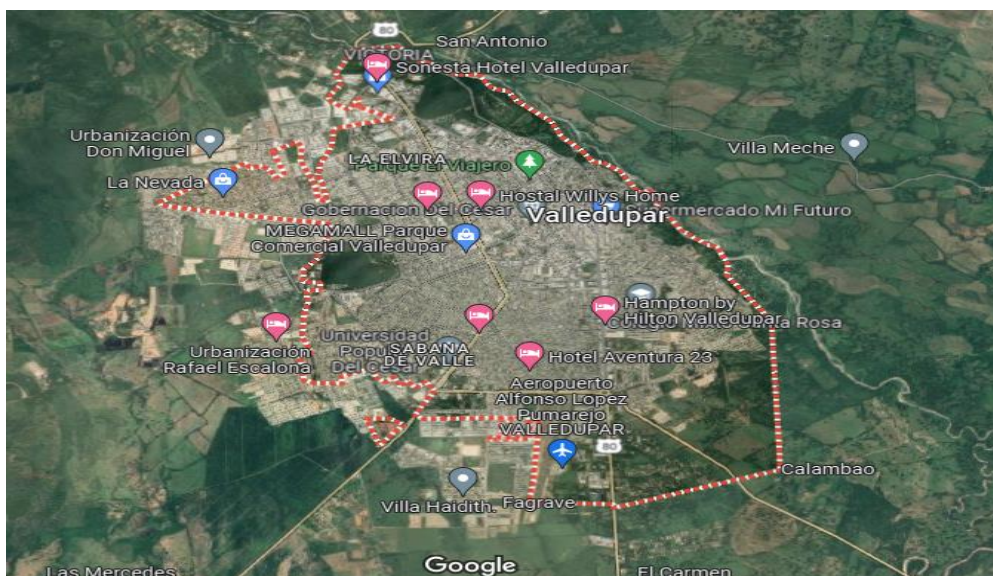 80
San Antonio
VICTORIA
Sonesta Hotel Valledupar
Urbanización
Don Miguel
Villa Meche
LA ELVIRA
Parque El Viajero
La Nevada
Hostal Willys Home
Gobernacion Del Cesar
Valledupar
Mi Futuro
MEGAMALL Parque
Comercial Valledupar
Hampton by
Hilton Valledupar
Rosa
Universidad
Popular
Del Cesar
SABANA
DE VALLE
Urbanización
Rafael Escalona
Hotel Aventura 23
Aeropuerto
Alfonso Lopez
Pumarejo
VALLEDUPAR
80
Calambao
Villa Haidith.
Fagrave
Google
Las Mercedes
El Carmen